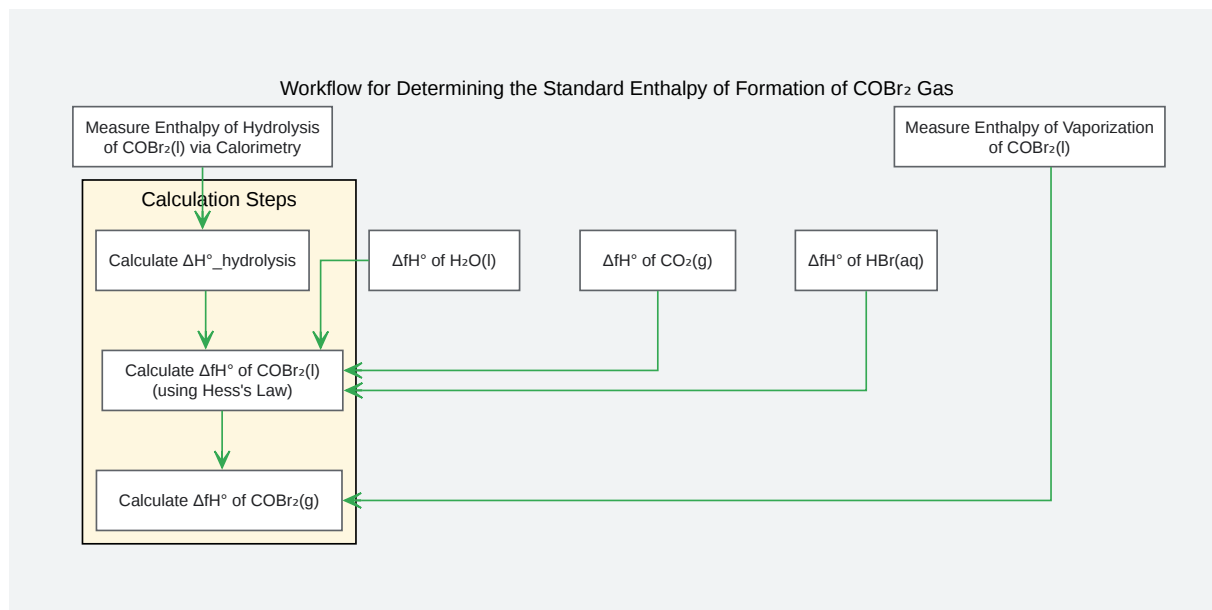 Workflow for Determining the Standard Enthalpy of Formation of COBr₂ Gas
Measure Enthalpy of Hydrolysis
of COBr₂(l) via Calorimetry
Measure Enthalpy of Vaporization
of COBr₂(l)
Calculation Steps
Calculate ΔH°_hydrolysis
ΔfH° of H₂O(l)
ΔfH° of CO₂(g)
ΔfH° of HBr(aq)
Calculate ΔfH° of COBr₂(l)
(using Hess's Law)
Calculate ΔfH° of COBr₂(g)